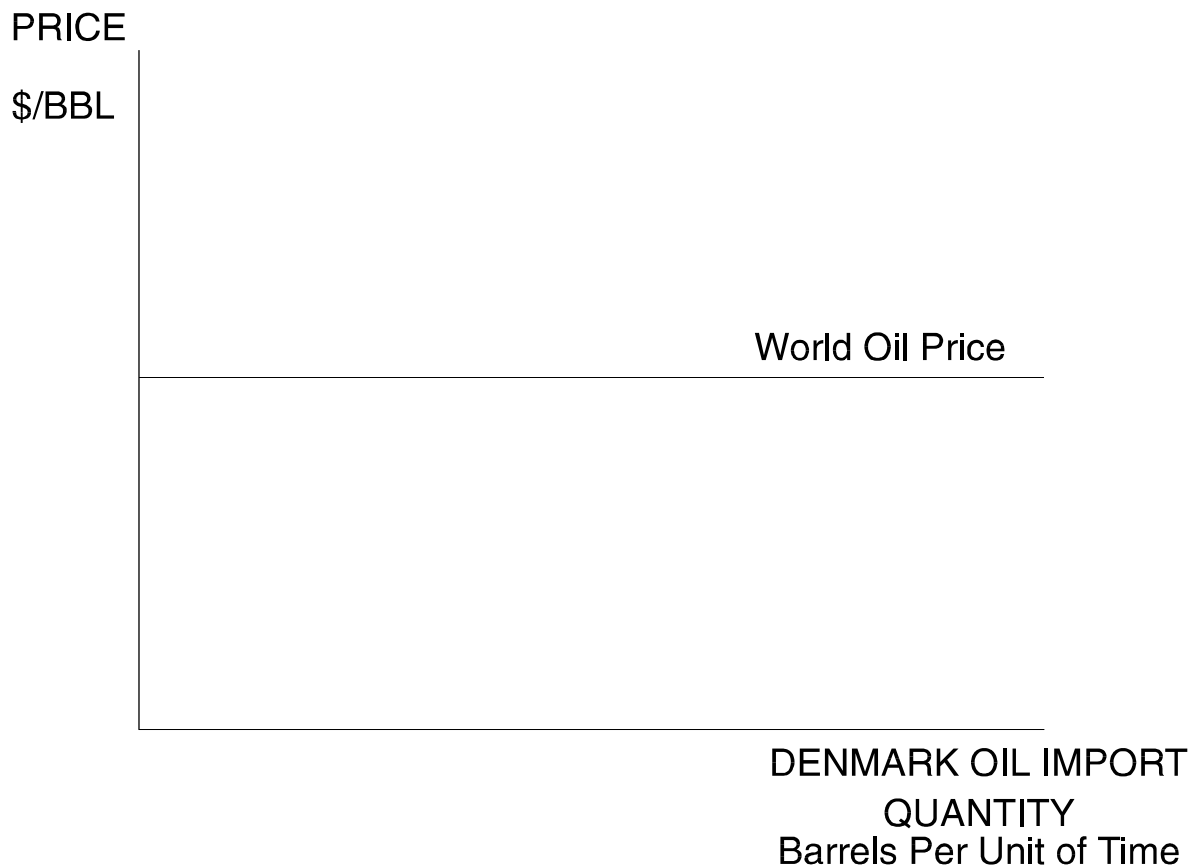 PRICE
$/BBL
World Oil Price
DENMARK OIL IMPORT
QUANTITY
Barrels Per Unit of Time